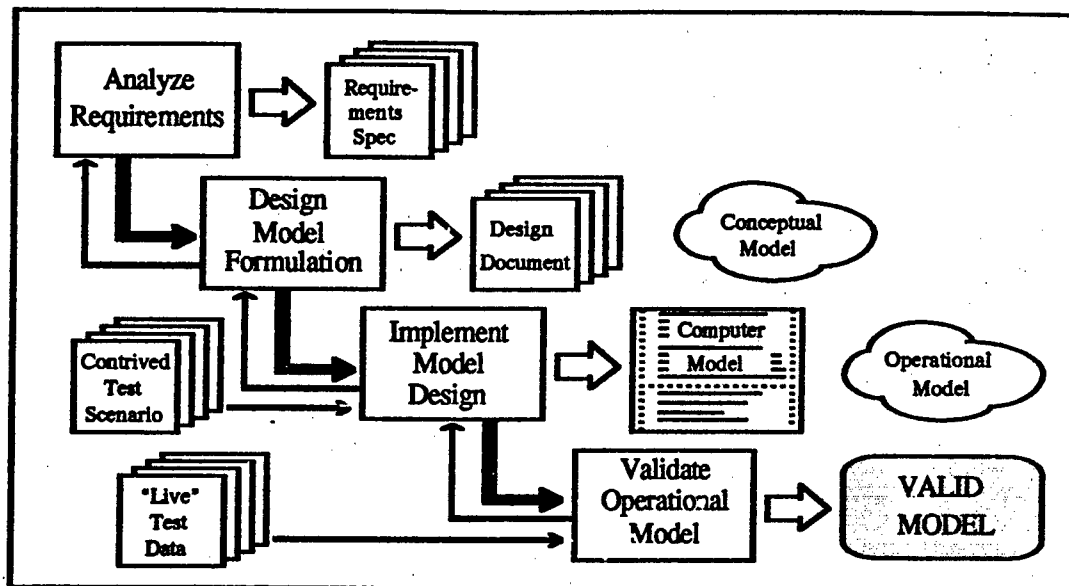 Analyze
Requirements
Require-
ments
Spec
Design
Model
Formulation
Design
Document
Conceptual
Model
Contrived
Test
Scenario
Implement
Model
Design
Computer
Model
Operational
Model
"Live"
Test
Data
Validate
Operational
Model
VALID
MODEL